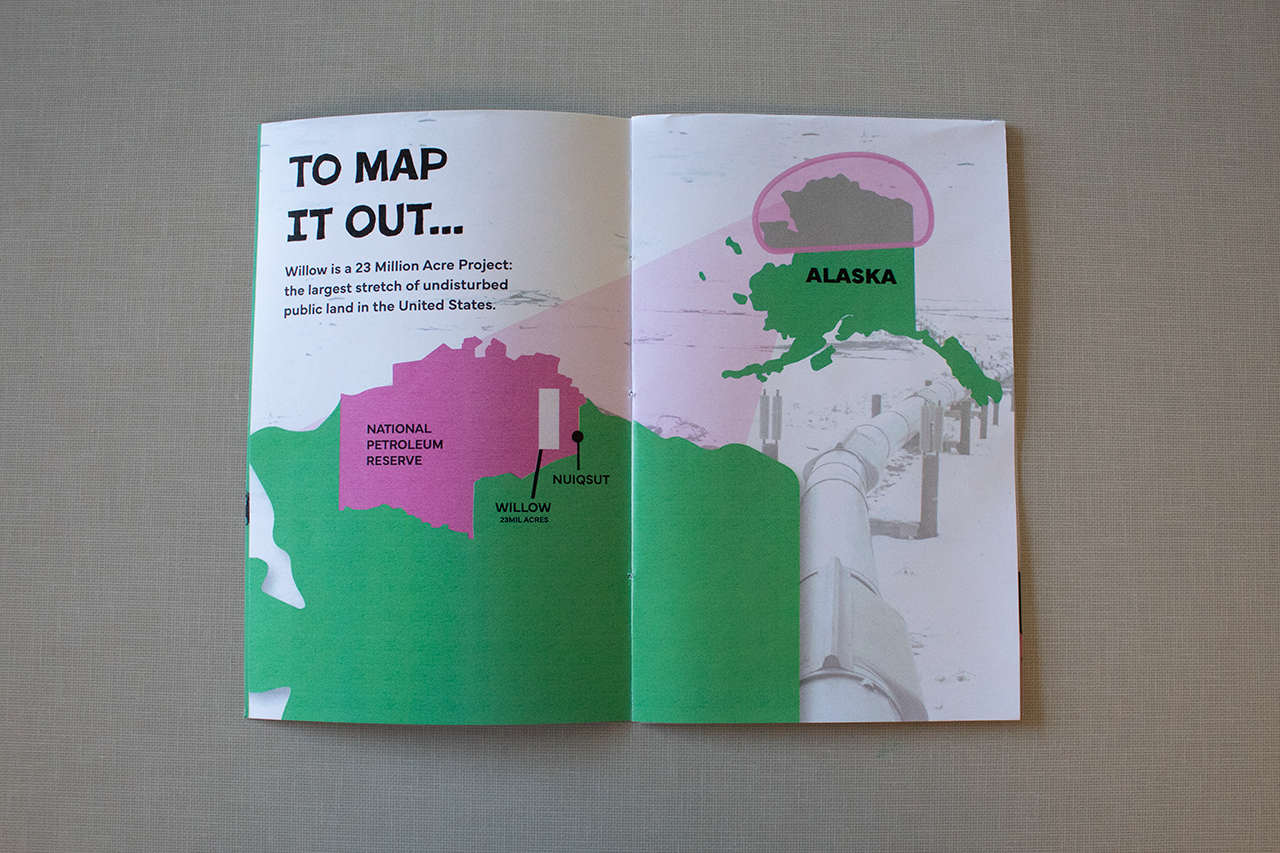 TO MAP
IT OUT...
Willow is a 23 Million Acre Project:
the largest stretch of undisturbed
public land in the United States.
NATIONAL
PETROLEUM
RESERVE
NUIQSUT
WILLOW
23MIL ACRES
ALASKA